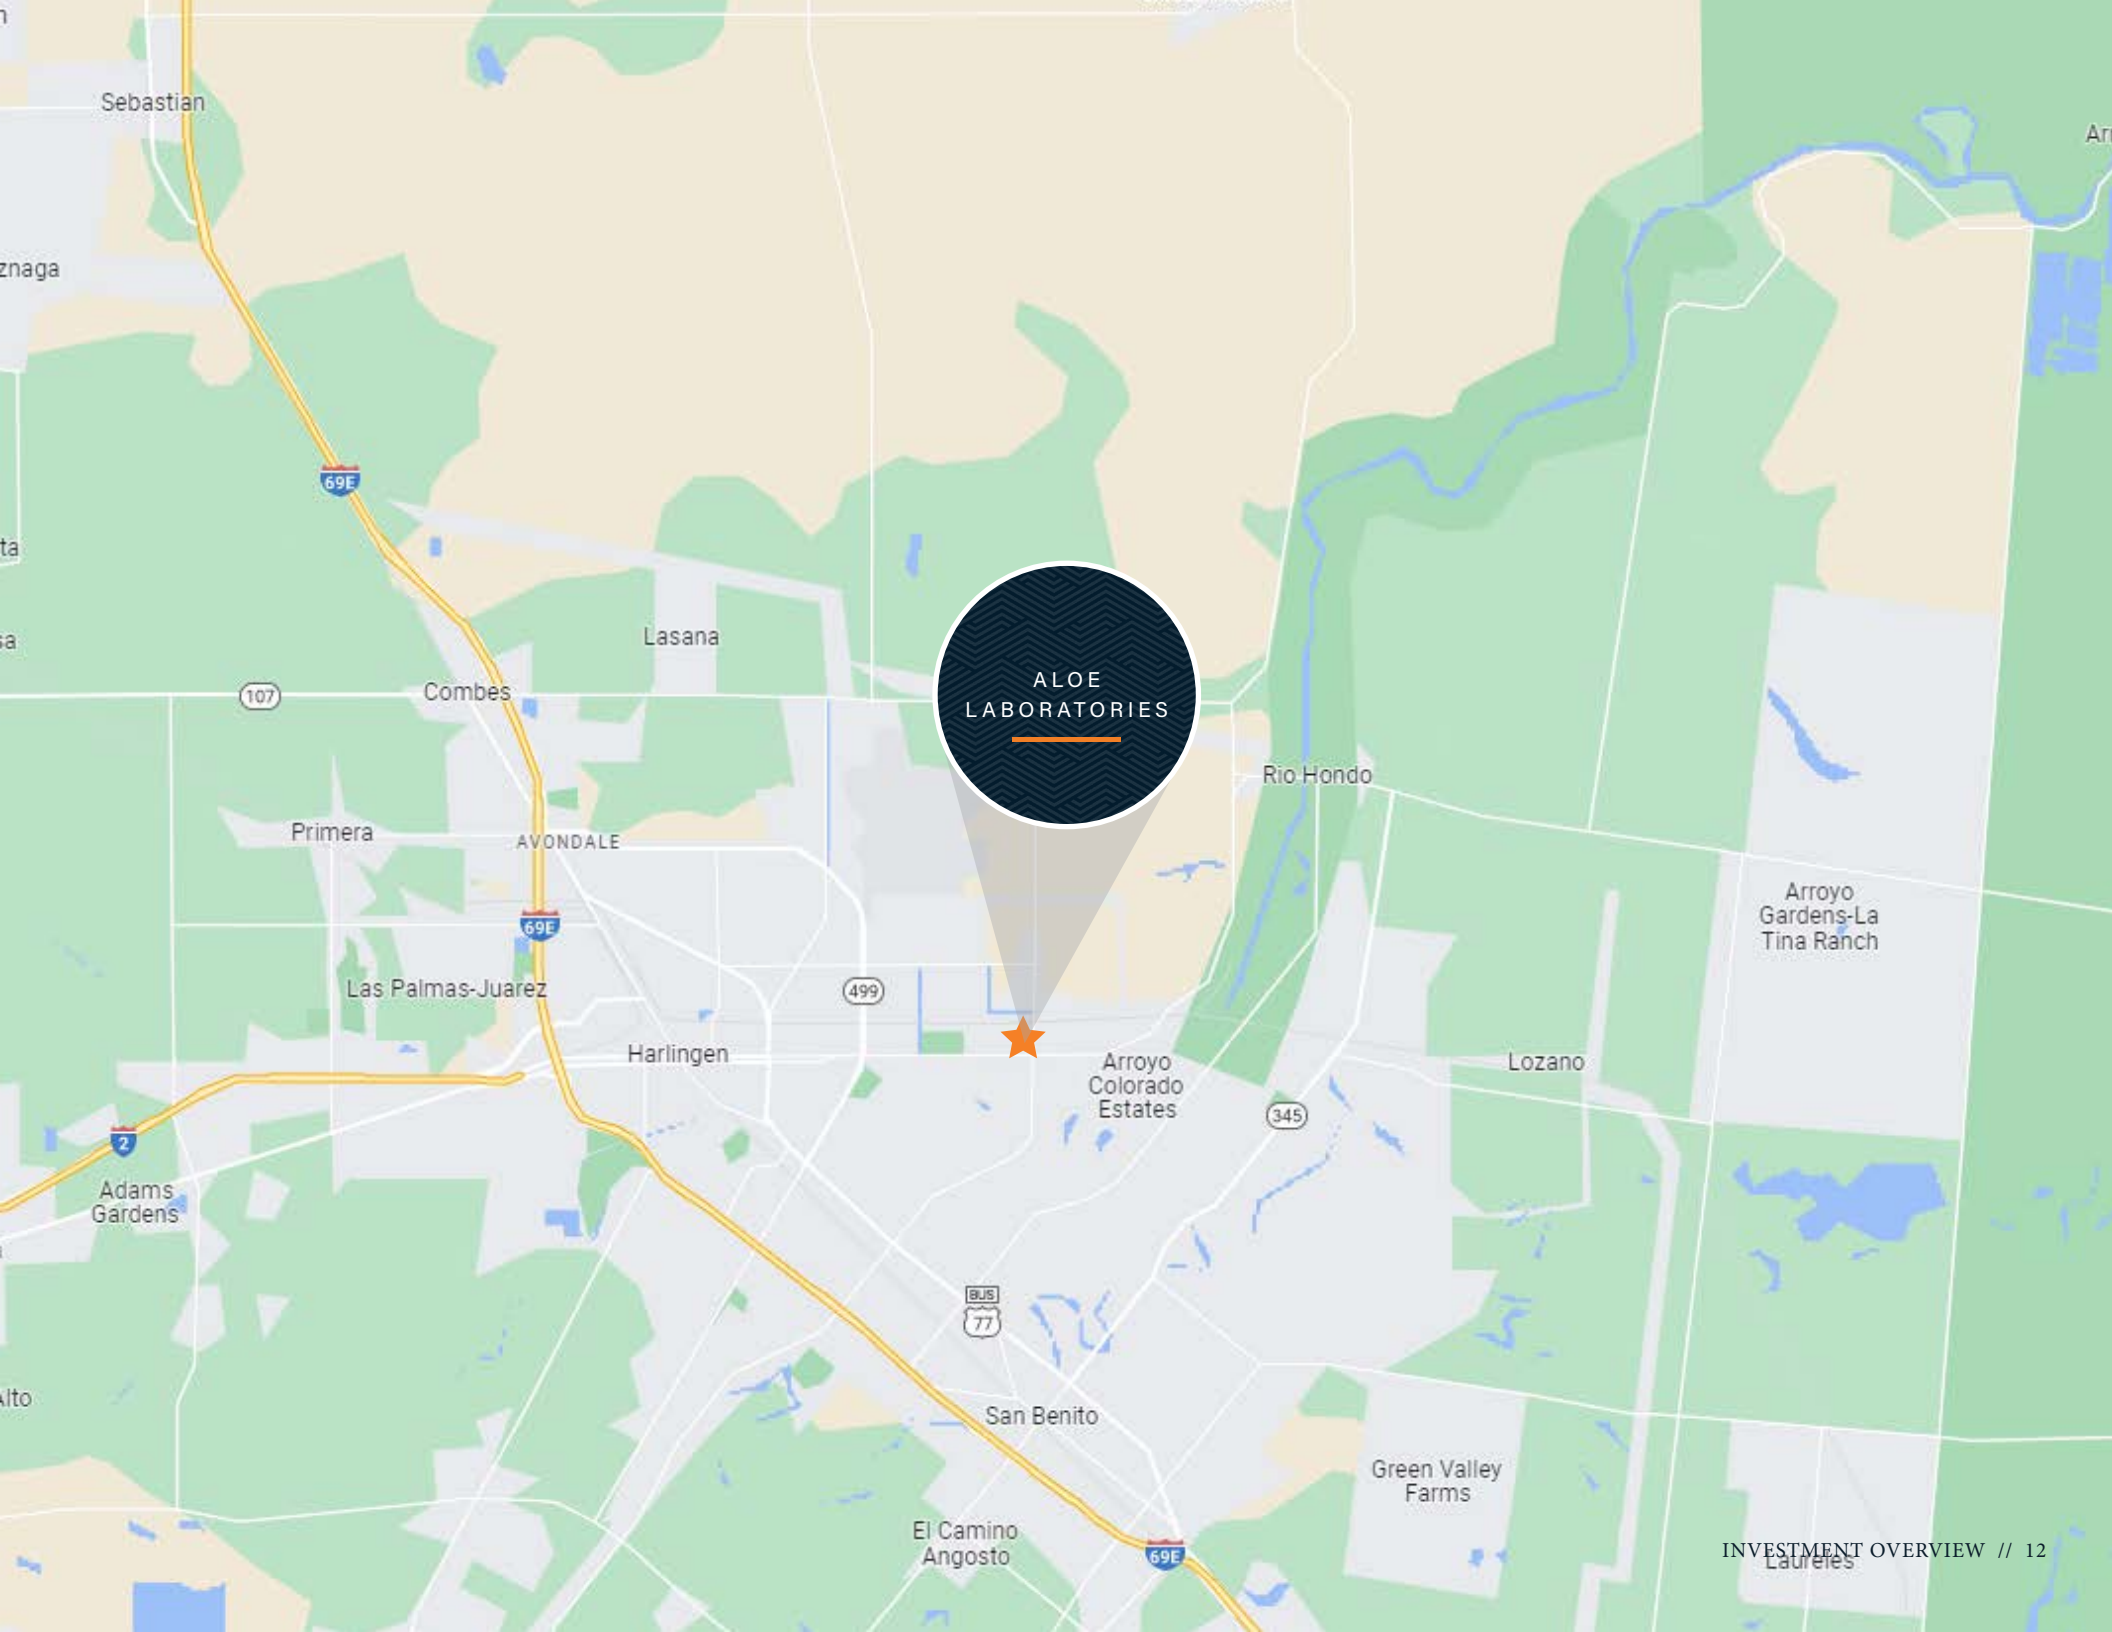 Sebastian
znaga
69E
ta
sa
Lasana
107
Combes
ALOE
LABORATORIES
Rio Hondo
Primera
AVONDALE
69E
Arroyo
Gardens-La
Tina Ranch
Las Palmas-Juarez
499
Harlingen
Arroyo
Colorado
Estates
Lozano
345
2
Adams
Gardens
BUS
77
Alto
San Benito
Green Valley
Farms
El Camino
Angosto
69E
INVESTMENT OVERVIEW // 12
Laureles